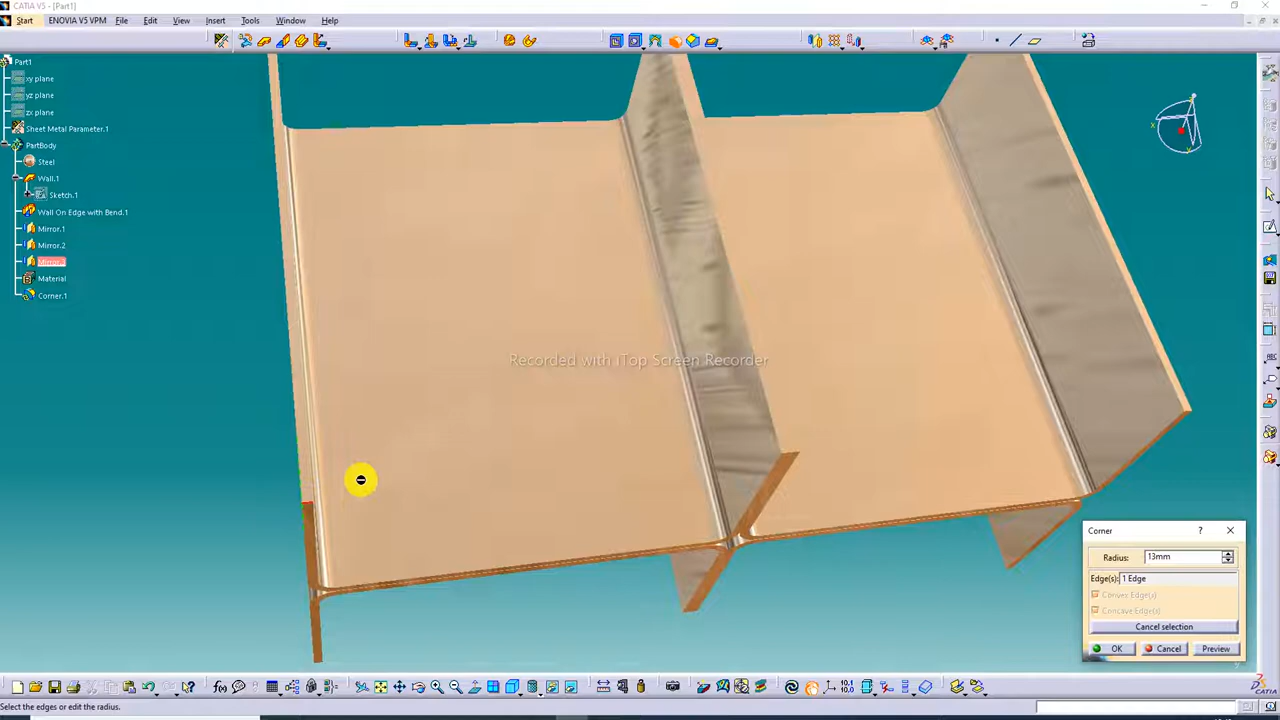 CATIA V5 - [Part1]
Start ENOVIA V5 VPM File Edit View Insert Tools Window Help
Part1
xy plane
yz plane
zx plane
Sheet Metal Parameter.1
PartBody
Steel
Wall.1
Sketch.1
Wall On Edge with Bend.1
Mirror.1
Mirror.2
Mirror.3
Material
Corner.1
Recorded with iTop Screen Recorder
Corner ?
Radius: 13mm
Edge(s): 1 Edge
Convex Edge(s)
Concave Edge(s)
Cancel selection
OK Cancel Preview
Select the edges or edit the radius.